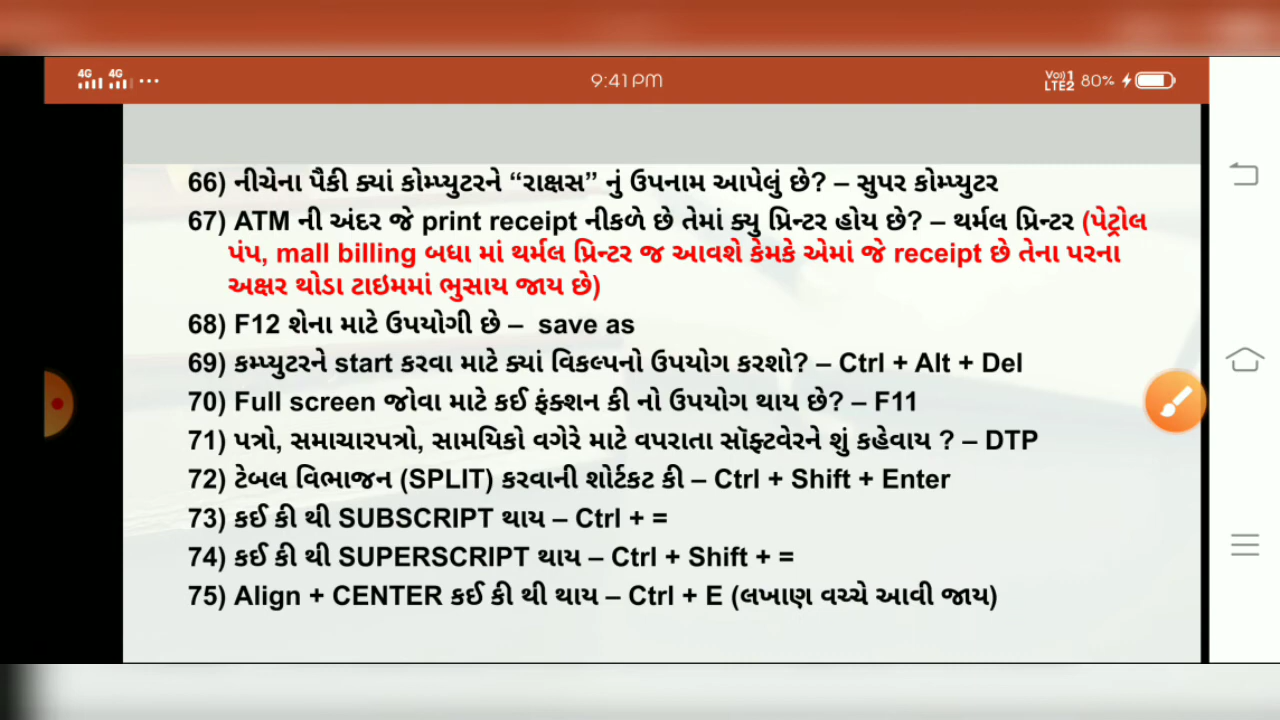 4G 4G
9:41 PM
Vo)) 1 LTE2 80%
66) નીચેના પૈકી ક્યાં કોમ્પ્યુટરને “રાક્ષસ” નું ઉપનામ આપેલું છે? – સુપર કોમ્પ્યુટર
67) ATM ની અંદર જે print receipt નીકળે છે તેમાં ક્યુ પ્રિન્ટર હોય છે? – થર્મલ પ્રિન્ટર (પેટ્રોલ
પંપ, mall billing બધા માં થર્મલ પ્રિન્ટર જ આવશે કેમકે એમાં જે receipt છે તેના પરના
અક્ષર થોડા ટાઇમમાં ભુસાય જાય છે)
68) F12 શેના માટે ઉપયોગી છે – save as
69) કમ્પ્યુટરને start કરવા માટે ક્યાં વિકલ્પનો ઉપયોગ કરશો? – Ctrl + Alt + Del
70) Full screen જોવા માટે કઈ ફંક્શન કી નો ઉપયોગ થાય છે? – F11
71) પત્રો, સમાચારપત્રો, સામયિકો વગેરે માટે વપરાતા સૉફ્ટવેરને શું કહેવાય ? – DTP
72) ટેબલ વિભાજન (SPLIT) કરવાની શોર્ટકટ કી – Ctrl + Shift + Enter
73) કઈ કી થી SUBSCRIPT થાય – Ctrl + =
74) કઈ કી થી SUPERSCRIPT થાય – Ctrl + Shift + =
75) Align + CENTER કઈ કી થી થાય – Ctrl + E (લખાણ વચ્ચે આવી જાય)